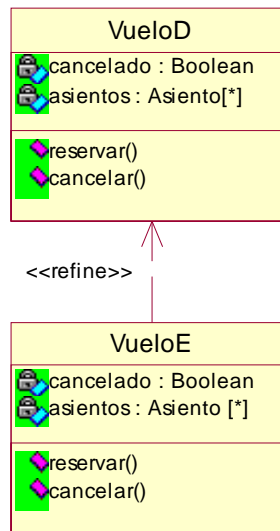 VueloD
cancelado : Boolean
asientos : Asiento[*]
reservar()
cancelar()
<<refine>>
VueloE
cancelado : Boolean
asientos : Asiento [*]
reservar()
cancelar()